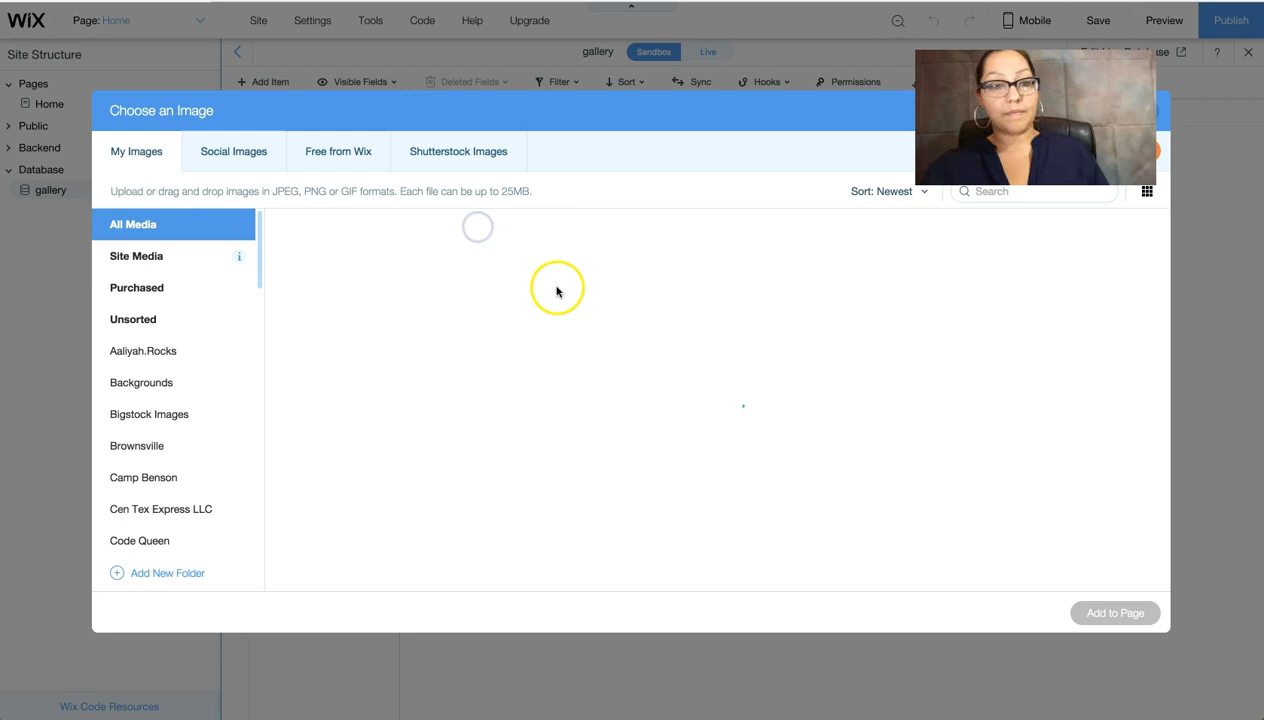 WiX Page: Home Site Settings Tools Code Help Upgrade Mobile Save Preview Publish
Site Structure gallery Sandbox Live
Pages Add Item Visible Fields Deleted Fields Filter Sort Sync Hooks Permissions
Home
Public
Backend
Database
gallery
Choose an Image
My Images Social Images Free from Wix Shutterstock Images
Upload or drag and drop images in JPEG, PNG or GIF formats. Each file can be up to 25MB. Sort: Newest Search
All Media
Site Media i
Purchased
Unsorted
Aaliyah.Rocks
Backgrounds
Bigstock Images
Brownsville
Camp Benson
Cen Tex Express LLC
Code Queen
+ Add New Folder
Add to Page
Wix Code Resources